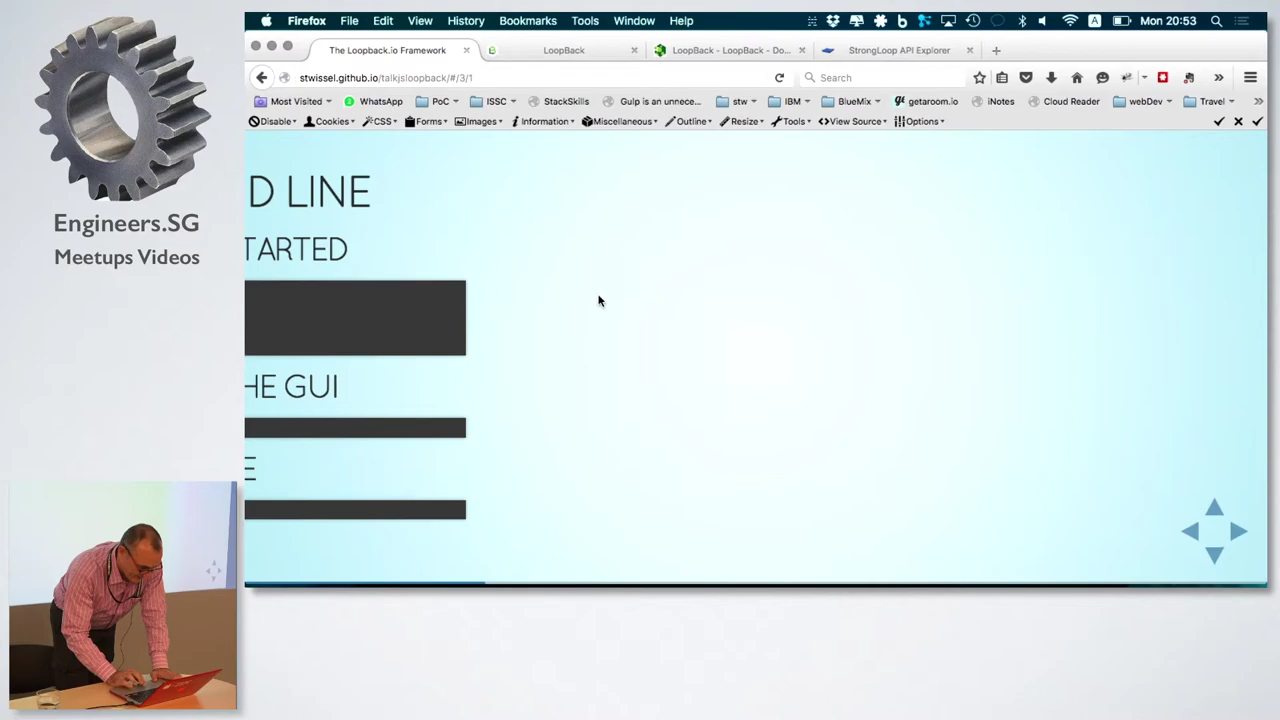 Firefox File Edit View History Bookmarks Tools Window Help Mon 20:53
The Loopback.io Framework LoopBack LoopBack - LoopBack - Do... StrongLoop API Explorer
stwissel.github.io/talkjsloopback/#/3/1 Search
Most Visited WhatsApp PoC ISSC StackSkills Gulp is an unnece... stw IBM BlueMix getaroom.io iNotes Cloud Reader webDev Travel
Disable Cookies CSS Forms Images Information Miscellaneous Outline Resize Tools View Source Options
D LINE
TARTED
HE GUI
E
Engineers.SG
Meetups Videos